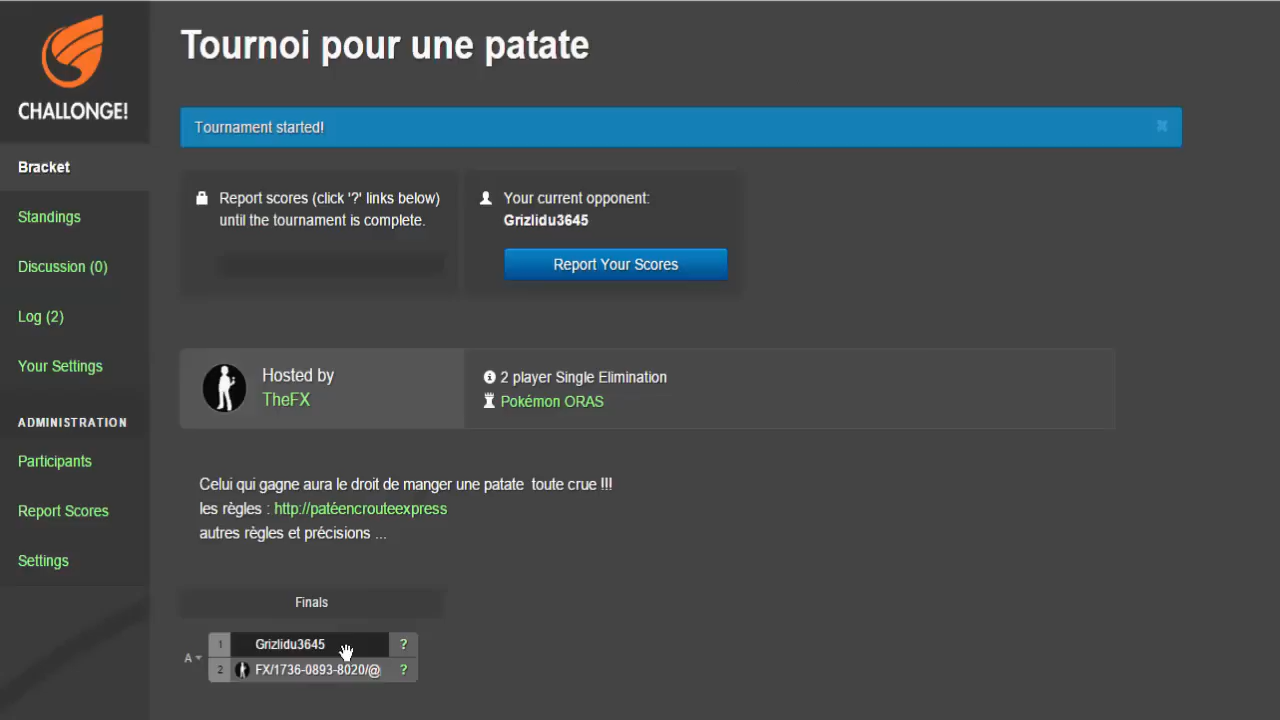 Tournoi pour une patate
CHALLONGE!
Tournament started!
Bracket
Standings
Discussion (0)
Log (2)
Your Settings
ADMINISTRATION
Participants
Report Scores
Settings
Report scores (click '?' links below)
until the tournament is complete.
Your current opponent:
Grizlidu3645
Report Your Scores
Hosted by
TheFX
2 player Single Elimination
Pokémon ORAS
Celui qui gagne aura le droit de manger une patate toute crue !!!
les règles : http://patéencrouteexpress
autres règles et précisions ...
Finals
A
1 Grizlidu3645 ?
2 FX/1736-0893-8020/@ ?